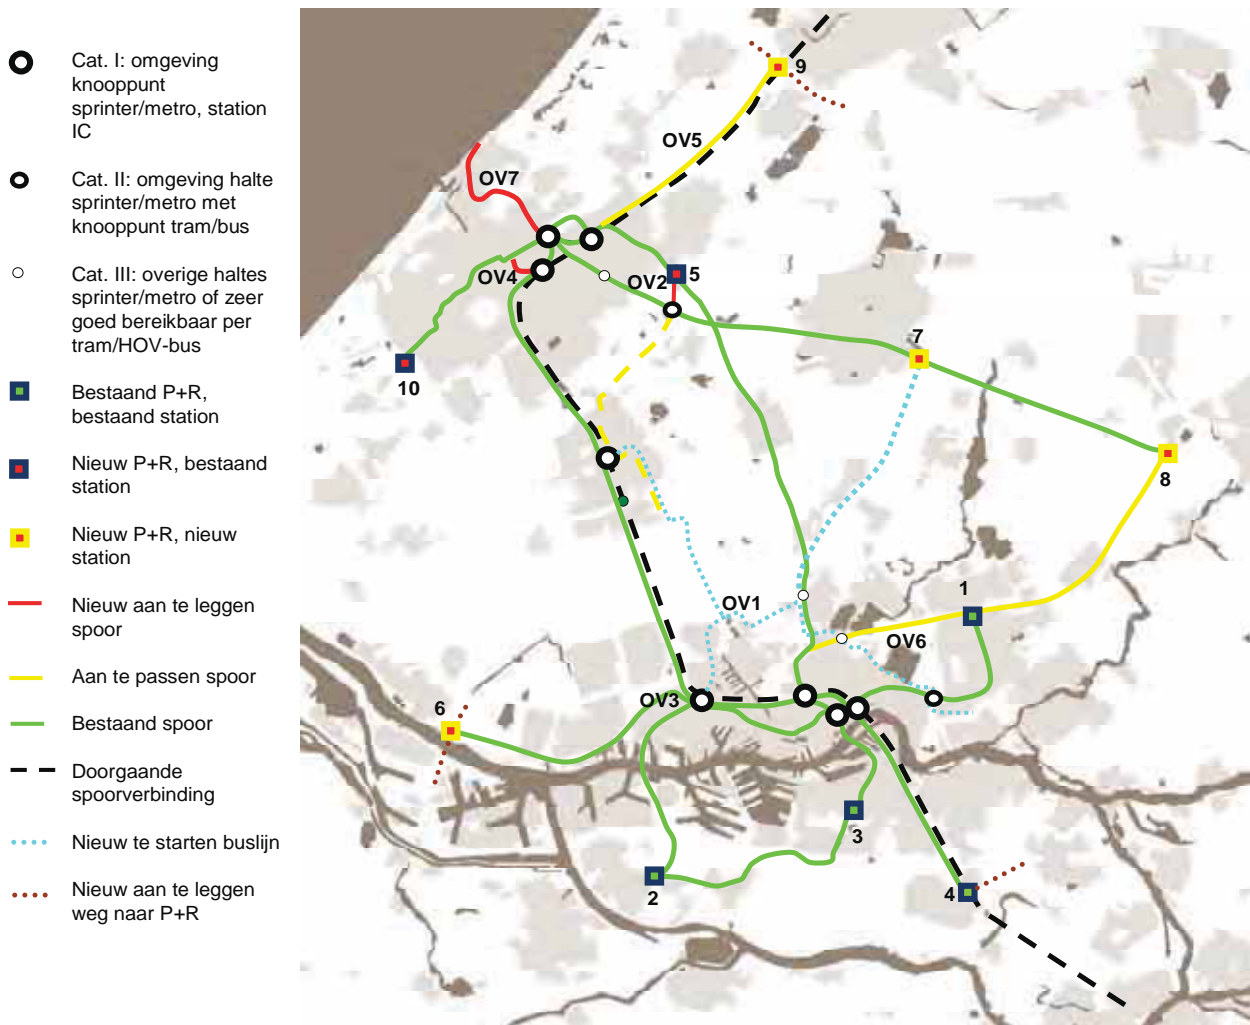 Cat. I: omgeving
knooppunt
sprinter/metro, station
IC
Cat. II: omgeving halte
sprinter/metro met
knooppunt tram/bus
Cat. III: overige haltes
sprinter/metro of zeer
goed bereikbaar per
tram/HOV-bus
Bestaand P+R,
bestaand station
Nieuw P+R, bestaand
station
Nieuw P+R, nieuw
station
Nieuw aan te leggen
spoor
Aan te passen spoor
Bestaand spoor
Doorgaande
spoorverbinding
Nieuw te starten buslijn
Nieuw aan te leggen
weg naar P+R
9
OV5
OV7
OV4
OV2
5
7
10
8
1
OV1
OV6
OV3
6
3
2
4